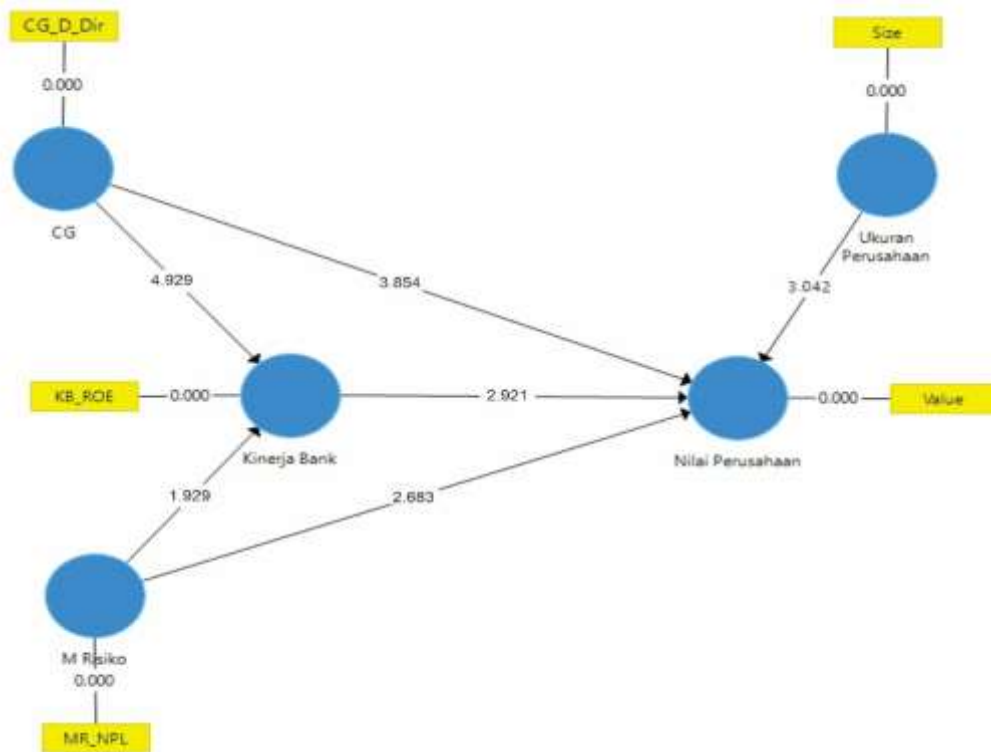 CG_D_Dir
Size
0.000
0.000
CG
Ukuran
Perusahaan
4.929
3.854
3.042
KB_ROE
0.000
2.921
0.000
Value
Kinerja Bank
Nilai Perusahaan
1.929
2.683
M Risiko
0.000
MR_NPL